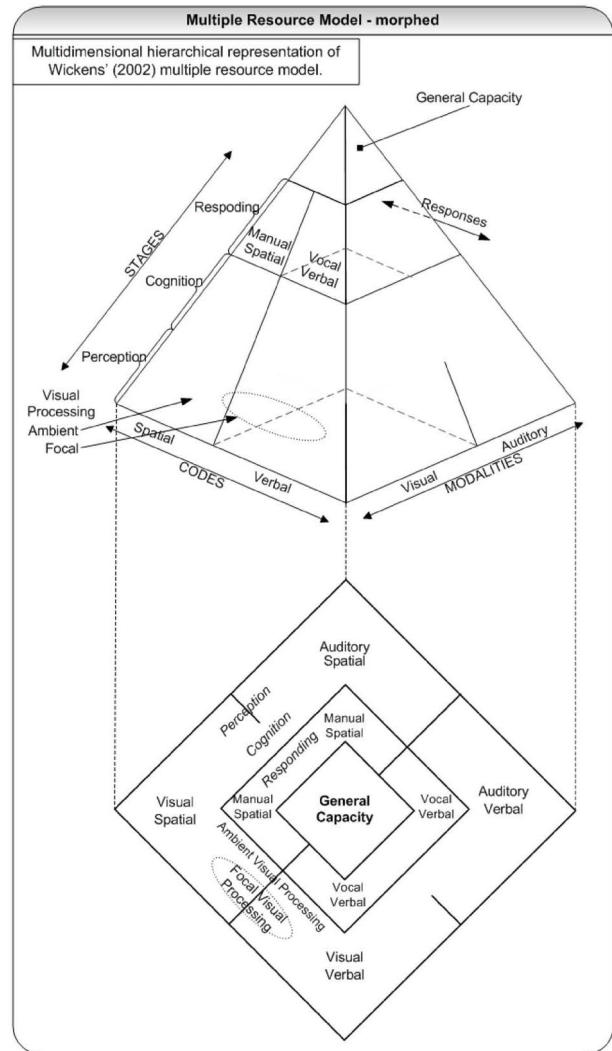 Multiple Resource Model - morphed
Multidimensional hierarchical representation of
Wickens' (2002) multiple resource model.
General Capacity
STAGES
Respoding
Responses
Manual
Spatial
Vocal
Verbal
Cognition
Perception
Visual
Processing
Ambient
Focal
Spatial
Verbal
CODES
Visual
Auditory
MODALITIES
Auditory
Spatial
Perception
Cognition
Responding
Manual
Spatial
Visual
Spatial
Manual
Spatial
General
Capacity
Vocal
Verbal
Auditory
Verbal
Ambient Visual Processing
Focal Visual
Processing
Vocal
Verbal
Visual
Verbal